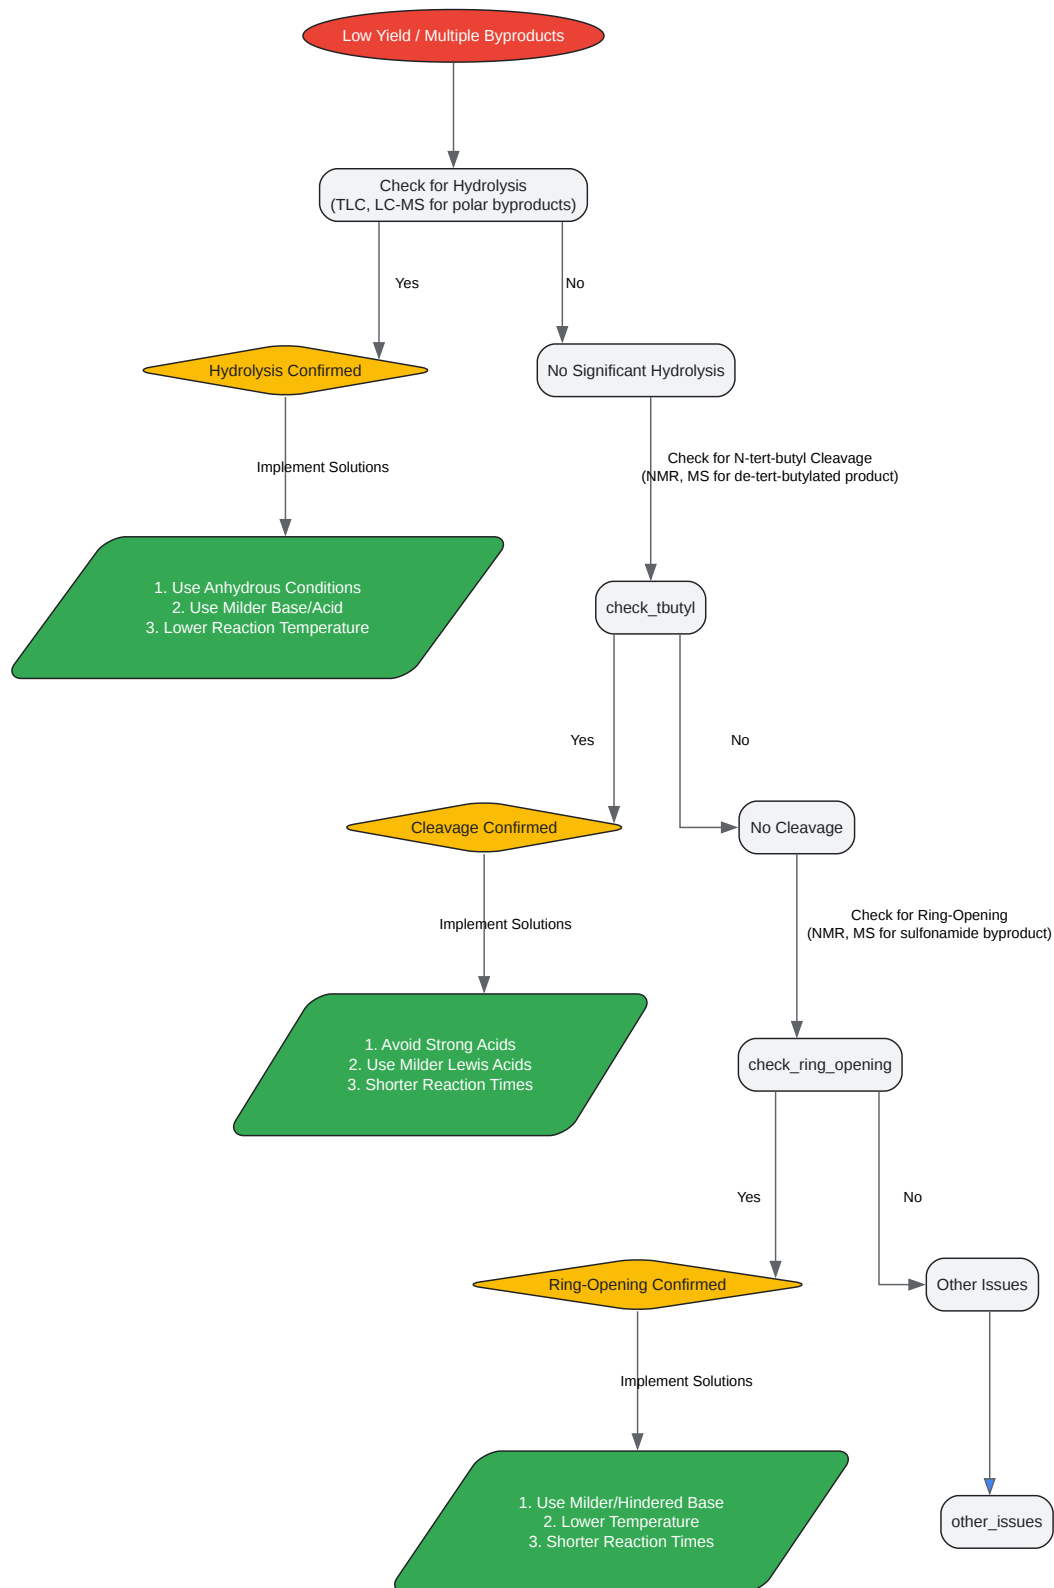 Low Yield / Multiple Byproducts
Check for Hydrolysis
(TLC, LC-MS for polar byproducts)
Yes
No
Hydrolysis Confirmed
No Significant Hydrolysis
Implement Solutions
Check for N-tert-butyl Cleavage
(NMR, MS for de-tert-butylated product)
1. Use Anhydrous Conditions
2. Use Milder Base/Acid
3. Lower Reaction Temperature
check_tbutyl
Yes
No
Cleavage Confirmed
No Cleavage
Implement Solutions
Check for Ring-Opening
(NMR, MS for sulfonamide byproduct)
1. Avoid Strong Acids
2. Use Milder Lewis Acids
3. Shorter Reaction Times
check_ring_opening
Yes
No
Ring-Opening Confirmed
Other Issues
Implement Solutions
1. Use Milder/Hindered Base
2. Lower Temperature
3. Shorter Reaction Times
other_issues